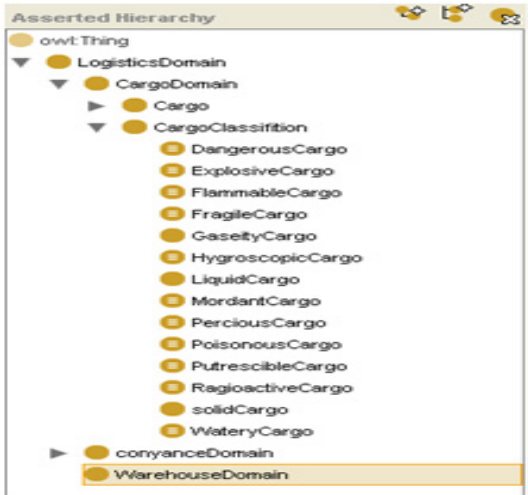 Asserted Hierarchy
owl:Thing
LogisticsDomain
CargoDomain
Cargo
CargoClassifition
DangerousCargo
ExplosiveCargo
FlammableCargo
FragileCargo
GaseityCargo
HygroscopicCargo
LiquidCargo
MordantCargo
PerciousCargo
PoisonousCargo
PutrescibleCargo
RagioactiveCargo
solidCargo
WateryCargo
conyanceDomain
WarehouseDomain